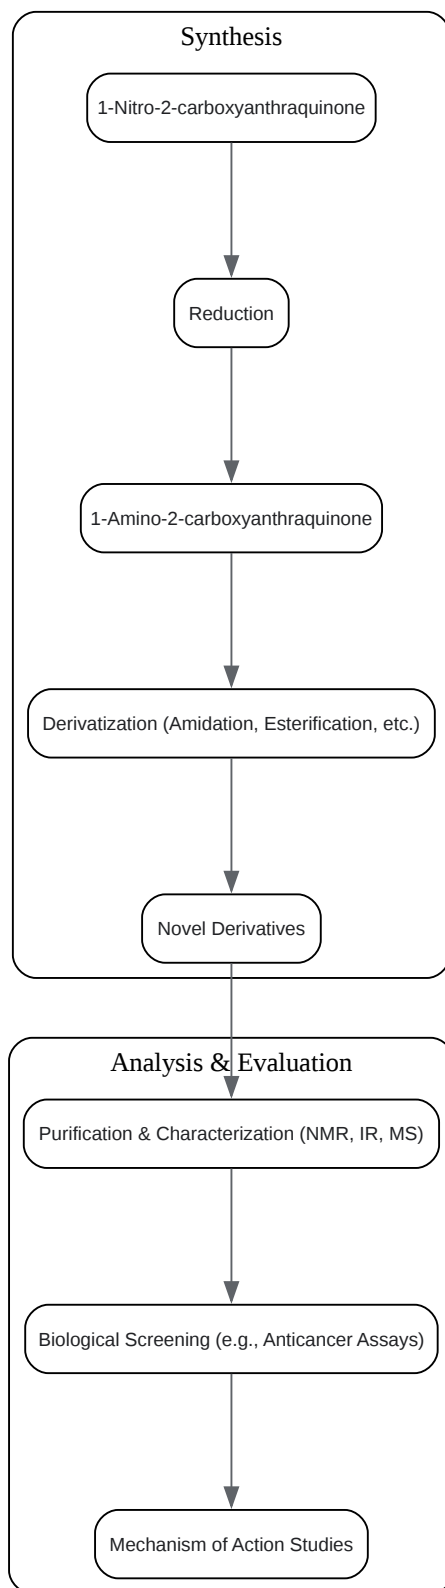 Synthesis
1-Nitro-2-carboxyanthraquinone
Reduction
1-Amino-2-carboxyanthraquinone
Derivatization (Amidation, Esterification, etc.)
Novel Derivatives
Analysis & Evaluation
Purification & Characterization (NMR, IR, MS)
Biological Screening (e.g., Anticancer Assays)
Mechanism of Action Studies